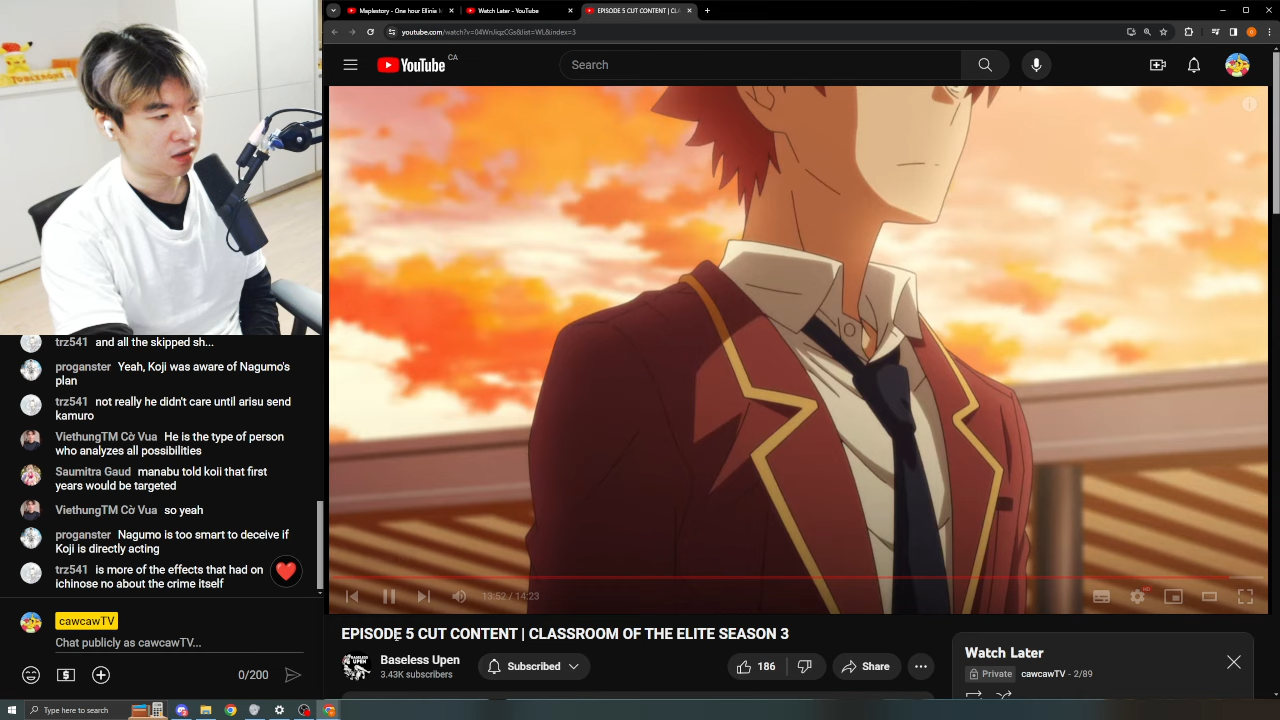 Maplestory - One hour Ellinia
Watch Later - YouTube
EPISODE 5 CUT CONTENT | CLA
youtube.com/watch?v=04WnJiqzCGs&list=WL&index=3
YouTube CA
Search
trz541 and all the skipped sh...
proganster Yeah, Koji was aware of Nagumo's
plan
trz541 not really he didn't care until arisu send
kamuro
ViethungTM Cờ Vua He is the type of person
who analyzes all possibilities
Saumitra Gaud manabu told koii that first
years would be targeted
ViethungTM Cờ Vua so yeah
proganster Nagumo is too smart to deceive if
Koji is directly acting
trz541 is more of the effects that had on
ichinose no about the crime itself
cawcawTV
Chat publicly as cawcawTV...
0/200
13:52 / 14:23
HD
EPISODE 5 CUT CONTENT | CLASSROOM OF THE ELITE SEASON 3
Baseless Upen
3.43K subscribers
Subscribed
186
Share
Watch Later
Private cawcawTV - 2/89
Type here to search